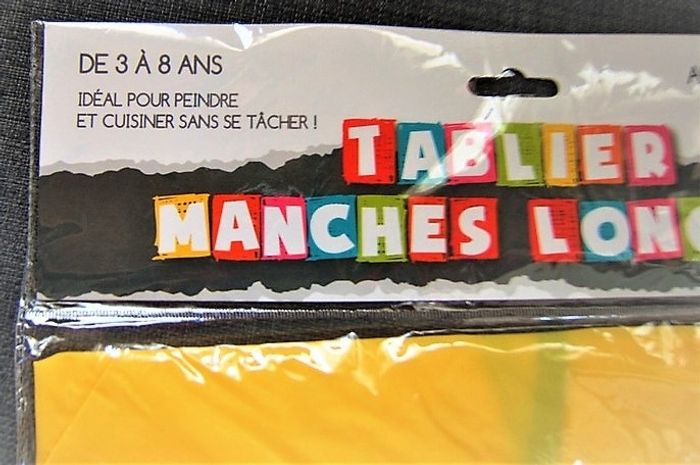 DE 3 À 8 ANS
IDÉAL POUR PEINDRE
ET CUISINER SANS SE TÂCHER !
TABLIER
MANCHES LONG